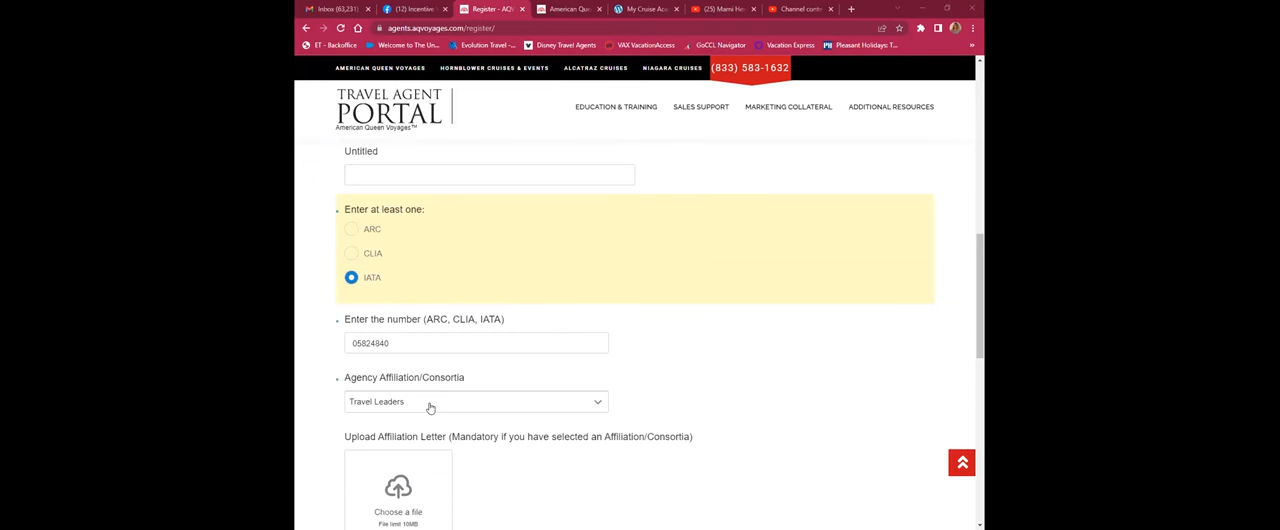 Inbox (63,231)
(12) Incentive
Register - AQV
American Que
My Cruise Aca
(25) Mami He
Channel conte
agents.aqvoyages.com/register/
ET - Backoffice
Welcome to The Un...
Evolution Travel -...
Disney Travel Agents
VAX VacationAccess
GoCCL Navigator
Vacation Express
Pleasant Holidays: T...
AMERICAN QUEEN VOYAGES
HORNBLOWER CRUISES & EVENTS
ALCATRAZ CRUISES
NIAGARA CRUISES
(833) 583-1632
TRAVEL AGENT
PORTAL
American Queen Voyages™
EDUCATION & TRAINING
SALES SUPPORT
MARKETING COLLATERAL
ADDITIONAL RESOURCES
Untitled
Enter at least one:
ARC
CLIA
IATA
Enter the number (ARC, CLIA, IATA)
05824840
Agency Affiliation/Consortia
Travel Leaders
Upload Affiliation Letter (Mandatory if you have selected an Affiliation/Consortia)
Choose a file
File limit 10MB